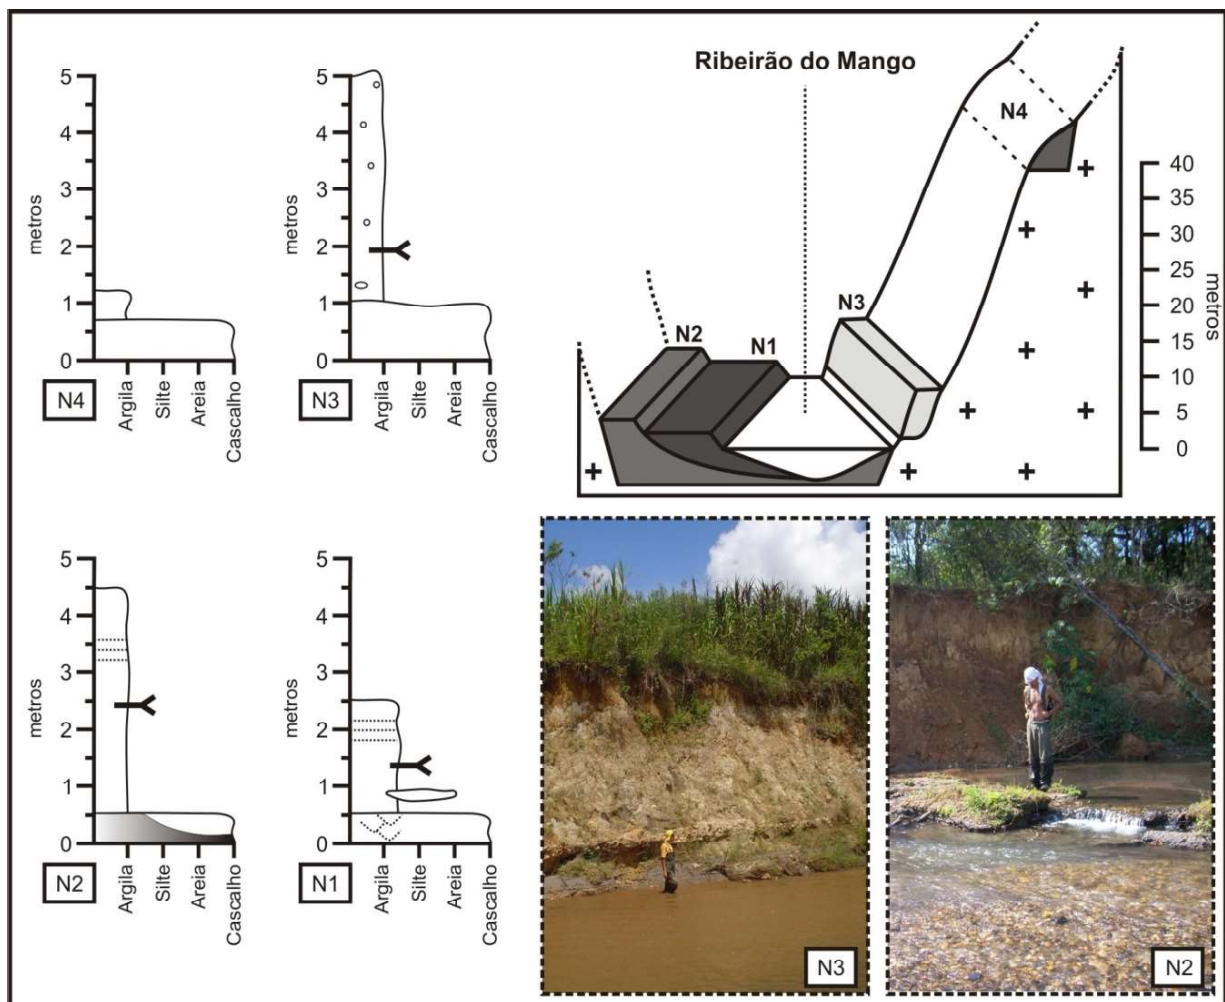 5
4
3
2
1
0
metros
N4
Argila
Silte
Areia
Cascalho
5
4
3
2
1
0
metros
N3
Argila
Silte
Areia
Cascalho
Ribeirão do Mango
N4
N3
N2
N1
40
35
30
25
20
15
10
5
0
metros
5
4
3
2
1
0
metros
N2
Argila
Silte
Areia
Cascalho
5
4
3
2
1
0
metros
N1
Argila
Silte
Areia
Cascalho
N3
N2